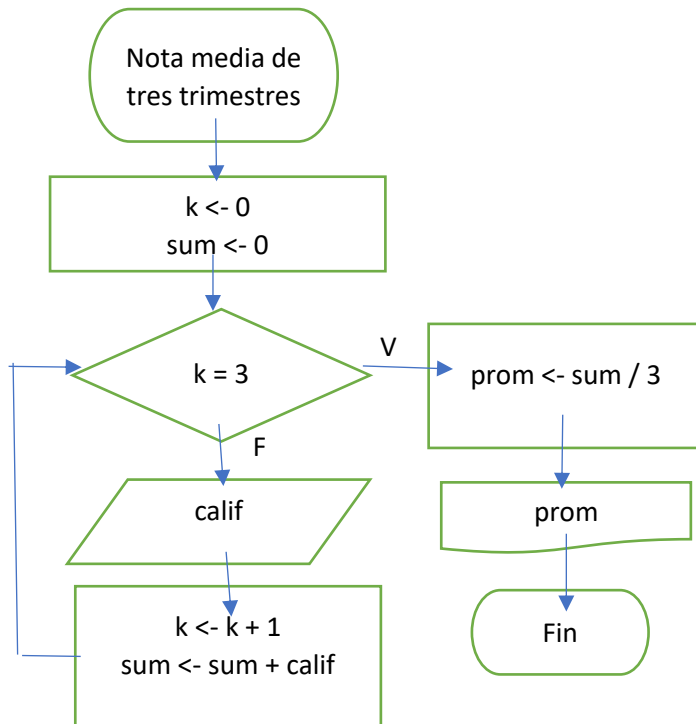 Nota media de
tres trimestres
k <- 0
sum <- 0
k = 3
V
prom <- sum / 3
F
calif
prom
k <- k + 1
sum <- sum + calif
Fin